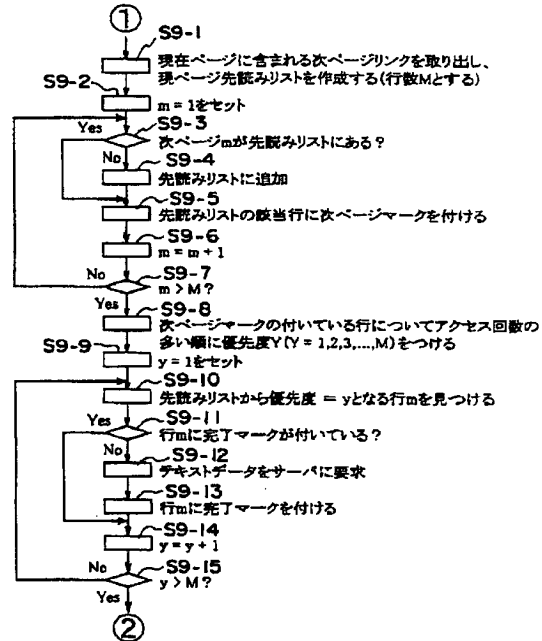 ①
S9-1
現在ページに含まれる次ページリンクを取り出し、
現ページ先読みリストを作成する(行数Mとする)
S9-2
m = 1をセット
Yes
S9-3
次ページmが先読みリストにある?
No
S9-4
先読みリストに追加
S9-5
先読みリストの該当行に次ページマークを付ける
S9-6
m = m + 1
No
S9-7
m > M?
Yes
S9-8
次ページマークの付いている行についてアクセス回数の
多い順に優先度Y(Y = 1,2,3,...,M)をつける
S9-9
y = 1をセット
S9-10
先読みリストから優先度 = yとなる行mを見つける
Yes
S9-11
行mに完了マークが付いている?
No
S9-12
テキストデータをサーバに要求
S9-13
行mに完了マークを付ける
S9-14
y = y + 1
No
S9-15
y > M?
Yes
②